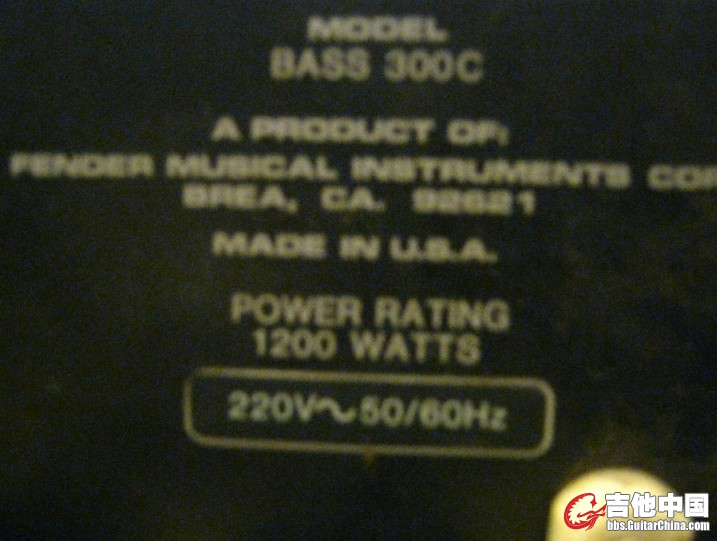 MODEL
BASS 300C
A PRODUCT OF:
FENDER MUSICAL INSTRUMENTS COR
BREA, CA. 92621
MADE IN U.S.A.
POWER RATING
1200 WATTS
220V∿50/60Hz
吉他中国
bbs.GuitarChina.com